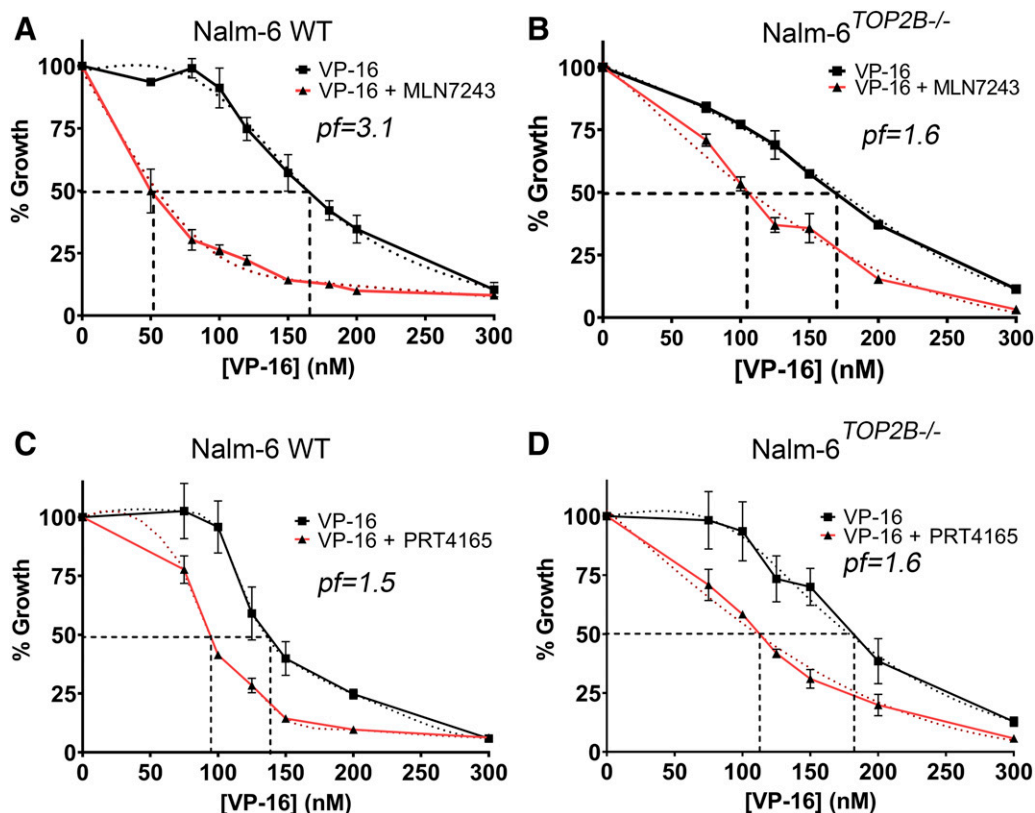 A
Nalm-6 WT
% Growth
100
75
50
25
0
VP-16
VP-16 + MLN7243
pf=3.1
0 50 100 150 200 250 300
[VP-16] (nM)
B
Nalm-6 TOP2B-/-
% Growth
100
75
50
25
0
VP-16
VP-16 + MLN7243
pf=1.6
0 50 100 150 200 250 300
[VP-16] (nM)
C
Nalm-6 WT
% Growth
100
75
50
25
0
VP-16
VP-16 + PRT4165
pf=1.5
0 50 100 150 200 250 300
[VP-16] (nM)
D
Nalm-6 TOP2B-/-
% Growth
100
75
50
25
0
VP-16
VP-16 + PRT4165
pf=1.6
0 50 100 150 200 250 300
[VP-16] (nM)